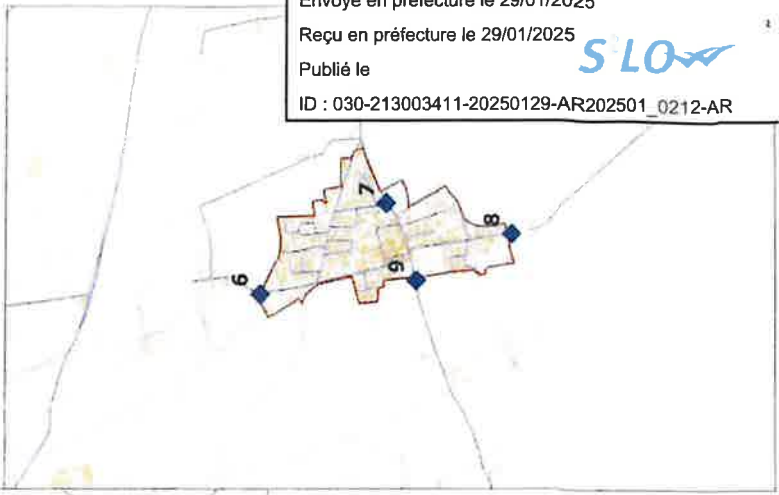 Envoyé en préfecture le 29/01/2025
Reçu en préfecture le 29/01/2025
Publié le
SLOW
ID : 030-213003411-20250129-AR202501_0212-AR
6
7
9
8